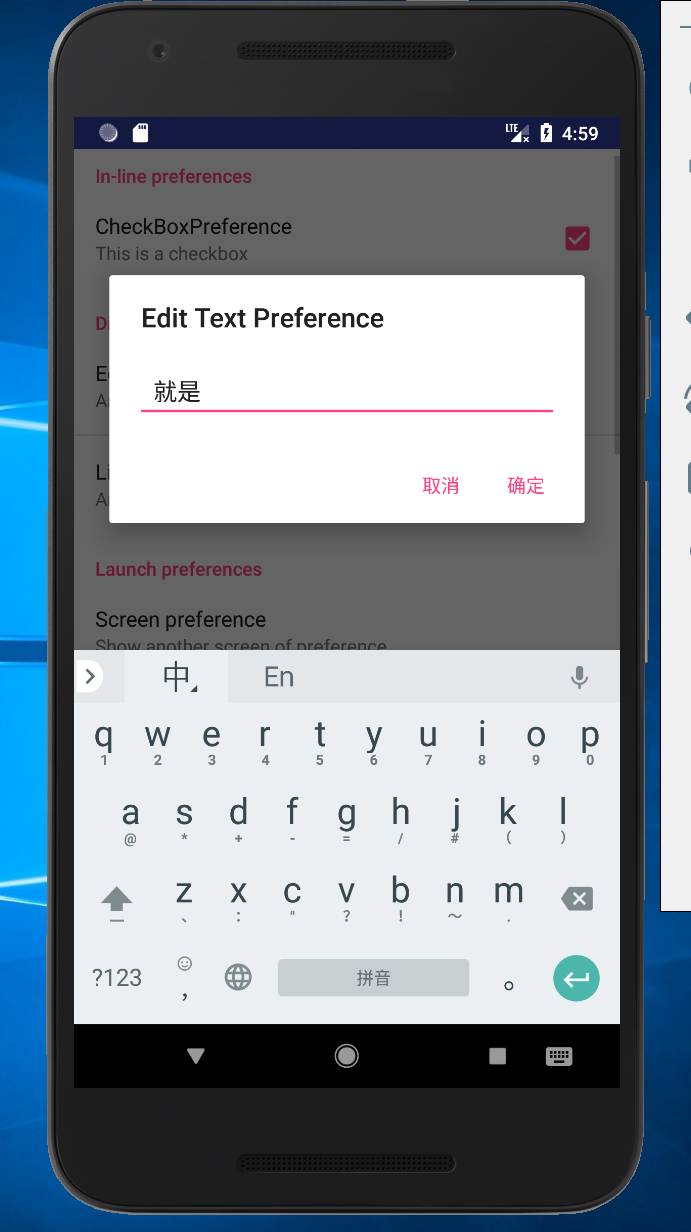 LTE 4:59
In-line preferences
CheckBoxPreference
This is a checkbox
Edit Text Preference
就是
取消 确定
Launch preferences
Screen preference
Show another screen of preference
中 En
q w e r t y u i o p
1 2 3 4 5 6 7 8 9 0
a s d f g h j k l
@ * + - = / # ( )
z x c v b n m
、 : " ? ! ～ .
?123 , 拼音 。